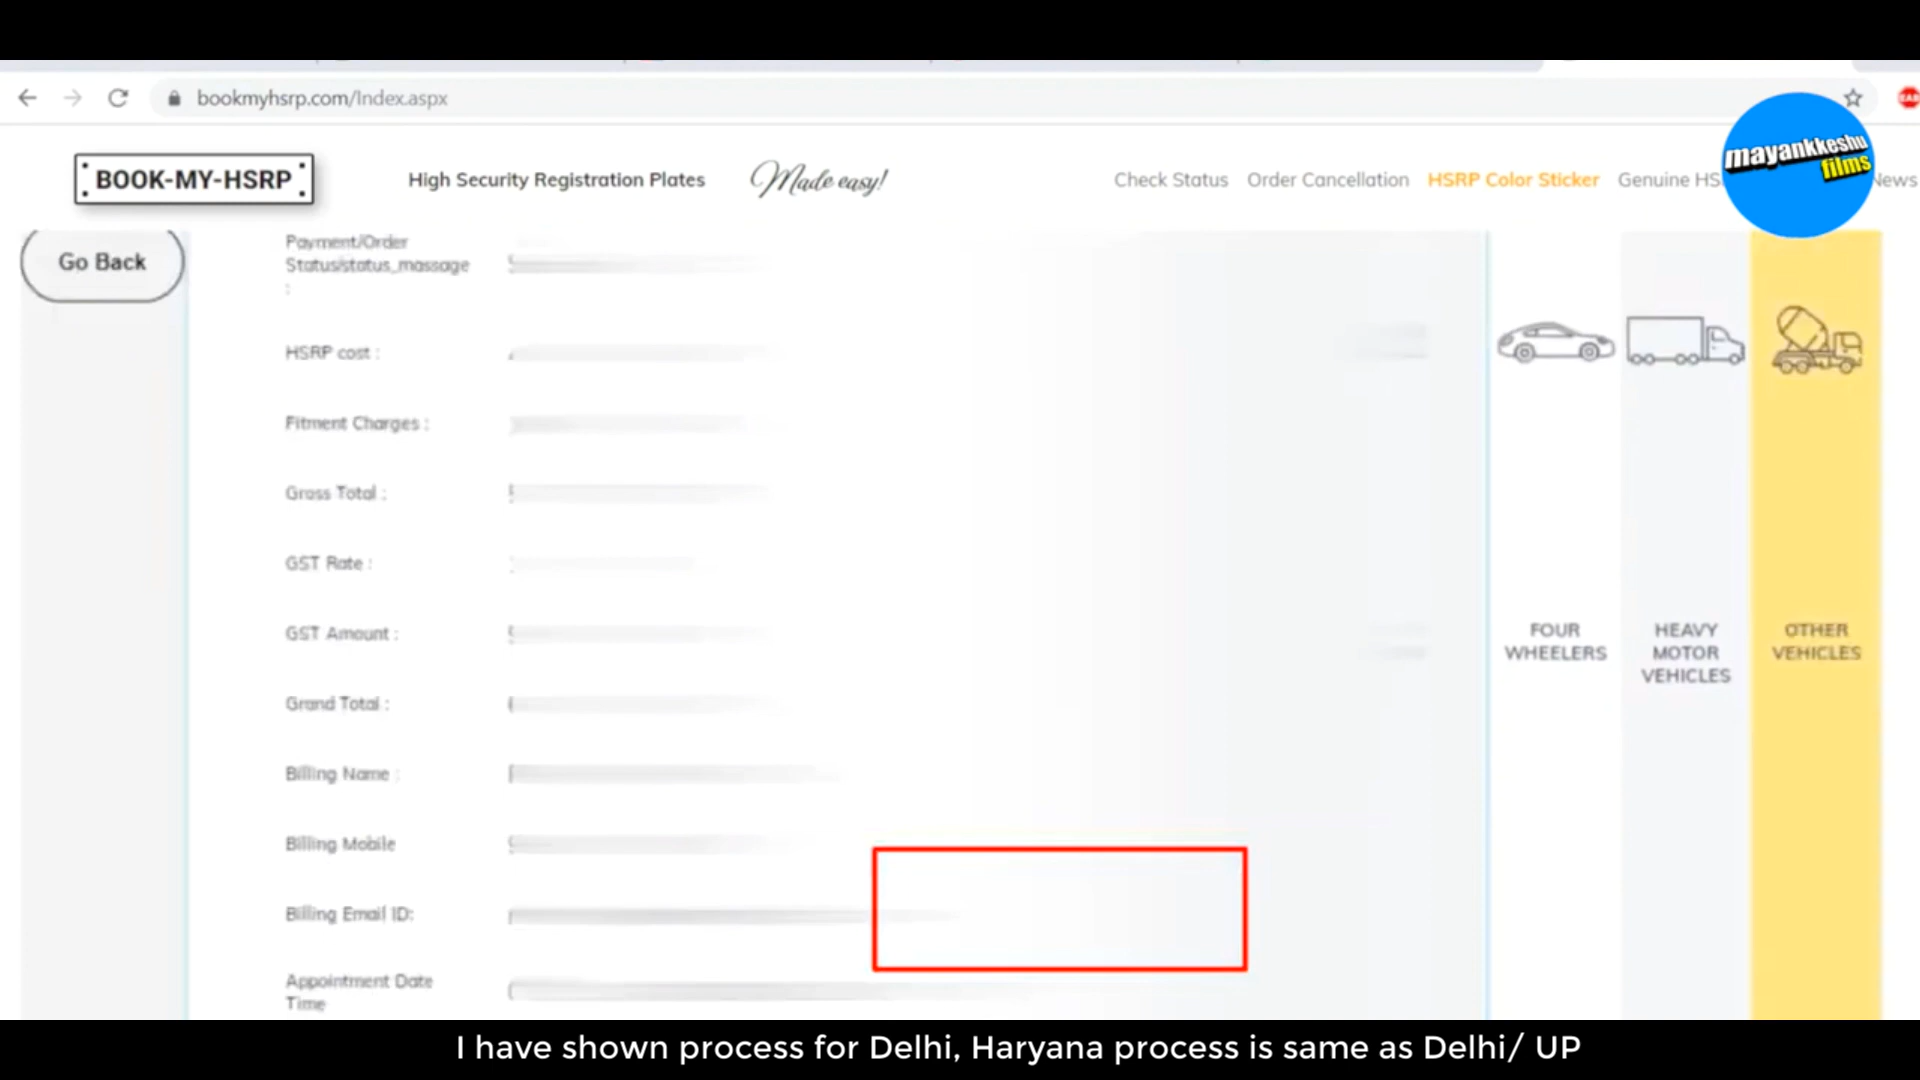 bookmyhsrp.com/Index.aspx
BOOK-MY-HSRP
High Security Registration Plates
Made easy!
Check Status
Order Cancellation
HSRP Color Sticker
Genuine
News
mayankkeshu
films
Go Back
Payment/Order
Status/status_massage
:
HSRP cost :
Fitment Charges :
Gross Total :
GST Rate :
GST Amount :
Grand Total :
Billing Name :
Billing Mobile
Billing Email ID:
Appointment Date
Time
FOUR
WHEELERS
HEAVY
MOTOR
VEHICLES
OTHER
VEHICLES
I have shown process for Delhi, Haryana process is same as Delhi/ UP